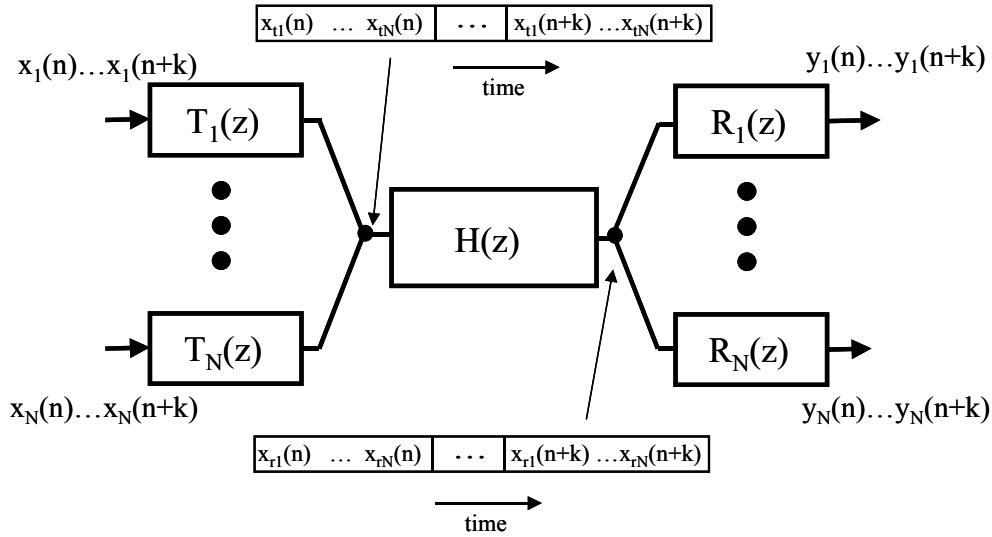 x_t1(n) … x_tN(n) … x_t1(n+k) …x_tN(n+k)
x_1(n)…x_1(n+k)
time
y_1(n)…y_1(n+k)
T_1(z)
R_1(z)
H(z)
T_N(z)
R_N(z)
x_N(n)…x_N(n+k)
y_N(n)…y_N(n+k)
x_r1(n) … x_rN(n) … x_r1(n+k) …x_rN(n+k)
time